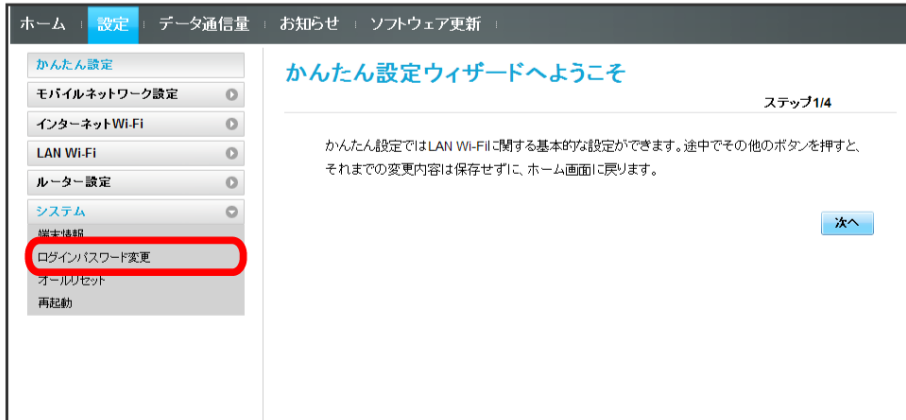 ホーム 設定 データ通信量 お知らせ ソフトウェア更新
かんたん設定
モバイルネットワーク設定
インターネットWi-Fi
LAN Wi-Fi
ルーター設定
システム
端末情報
ログインパスワード変更
オールリセット
再起動
かんたん設定ウィザードへようこそ
ステップ1/4
かんたん設定ではLAN Wi-Fiに関する基本的な設定ができます。途中でその他のボタンを押すと、
それまでの変更内容は保存せずに、ホーム画面に戻ります。
次へ